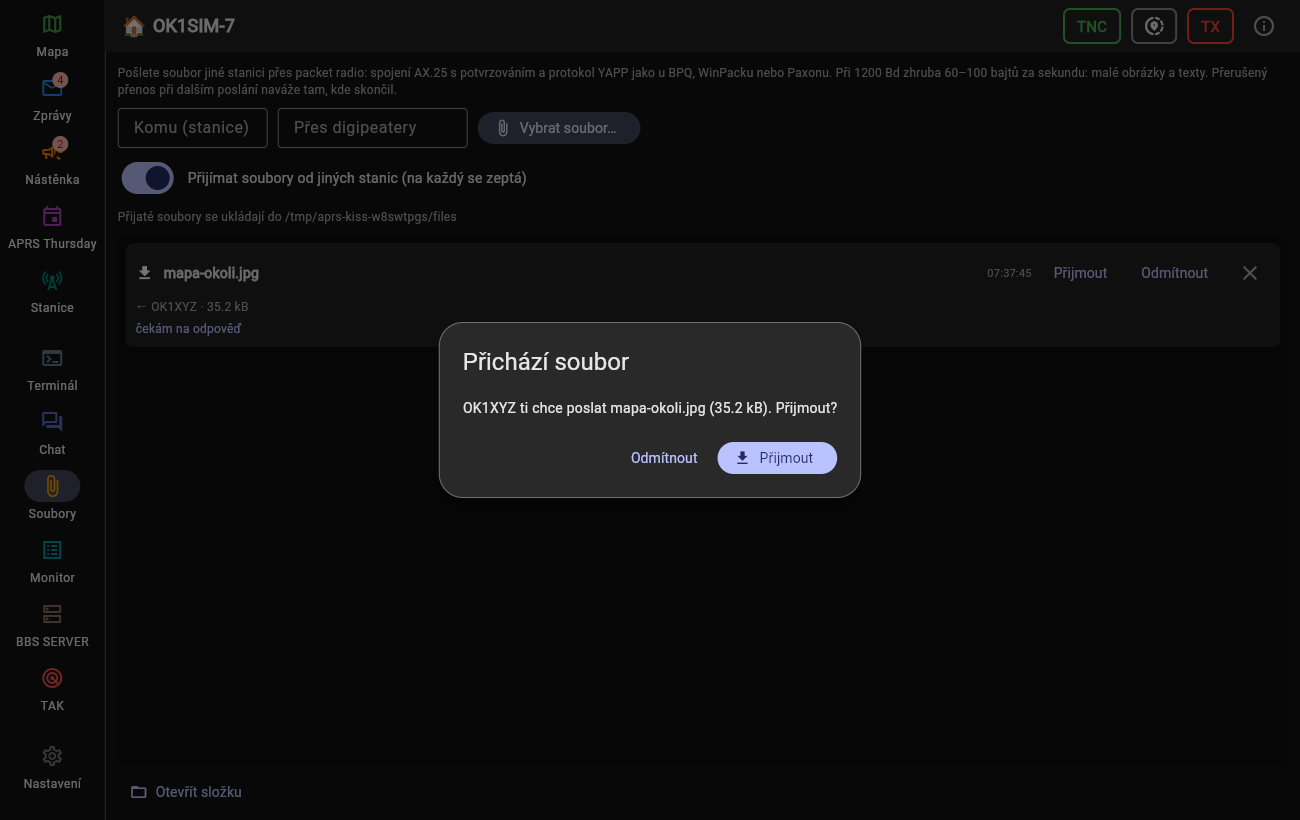 Mapa
4
Zprávy
2
Nástěnka
APRS Thursday
Stanice
Terminál
Chat
Soubory
Monitor
BBS SERVER
TAK
Nastavení
OK1SIM-7
TNC
TX
Pošlete soubor jiné stanici přes packet radio: spojení AX.25 s potvrzováním a protokol YAPP jako u BPQ, WinPacku nebo Paxonu. Při 1200 Bd zhruba 60–100 bajtů za sekundu: malé obrázky a texty. Přerušený
přenos při dalším poslání naváže tam, kde skončil.
Komu (stanice)
Přes digipeatery
Vybrat soubor…
Přijímat soubory od jiných stanic (na každý se zeptá)
Přijaté soubory se ukládají do /tmp/aprs-kiss-w8swtpgs/files
mapa-okoli.jpg
07:37:45
Přijmout
Odmítnout
← OK1XYZ · 35.2 kB
čekám na odpověď
Přichází soubor
OK1XYZ ti chce poslat mapa-okoli.jpg (35.2 kB). Přijmout?
Odmítnout
Přijmout
Otevřít složku